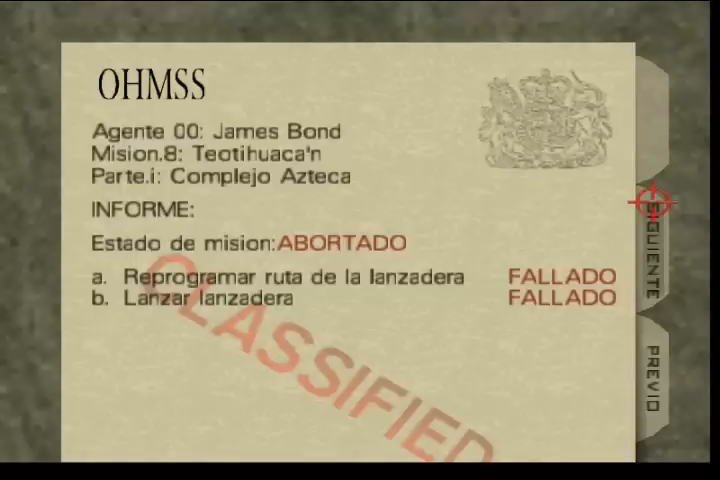 OHMSS
Agente 00: James Bond
Mision.8: Teotihuaca'n
Parte.i: Complejo Azteca
INFORME:
Estado de mision:ABORTADO
a. Reprogramar ruta de la lanzadera FALLADO
b. Lanzar lanzadera FALLADO
CLASSIFIED
SIGUIENTE
PREVIO